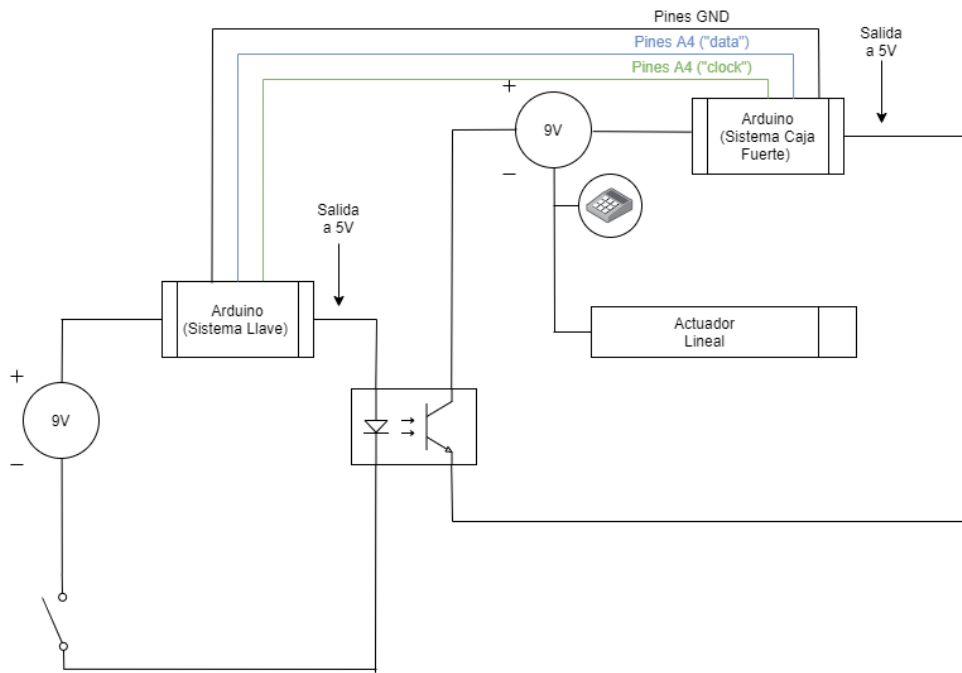 Pines GND
Pines A4 ("data")
Pines A4 ("clock")
Salida
a 5V
+
9V
−
Arduino
(Sistema Caja
Fuerte)
Salida
a 5V
Arduino
(Sistema Llave)
Actuador
Lineal
+
9V
−